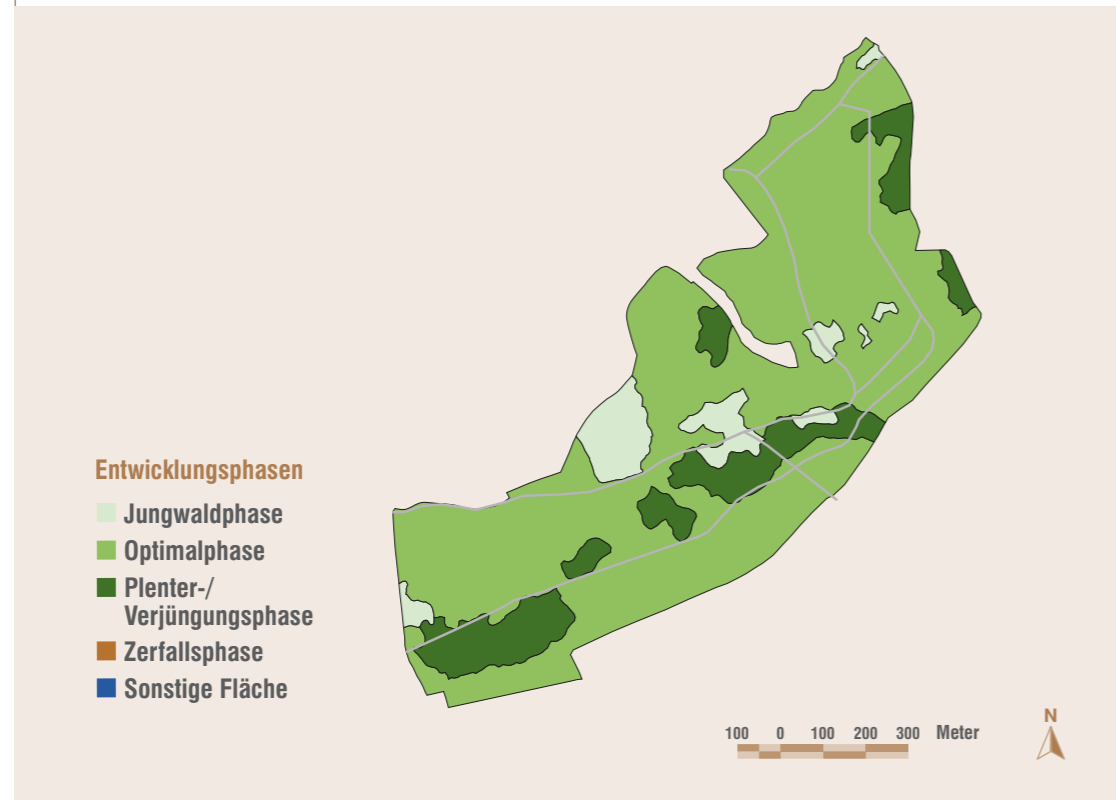 Entwicklungsphasen
Jungwaldphase
Optimalphase
Plenter-/
Verjüngungsphase
Zerfallsphase
Sonstige Fläche
100 0 100 200 300 Meter
N